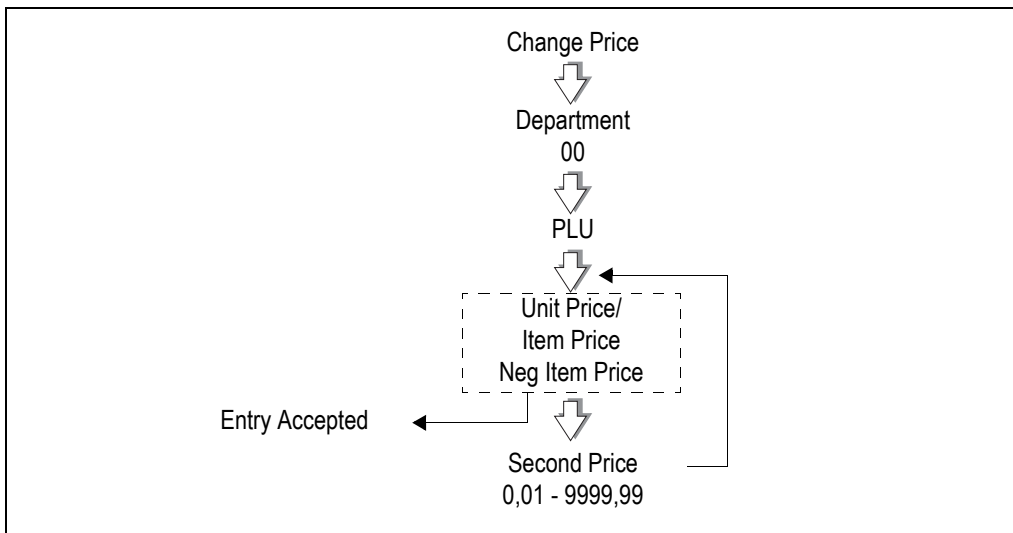 Change Price
Department
00
PLU
Unit Price/
Item Price
Neg Item Price
Entry Accepted
Second Price
0,01 - 9999,99